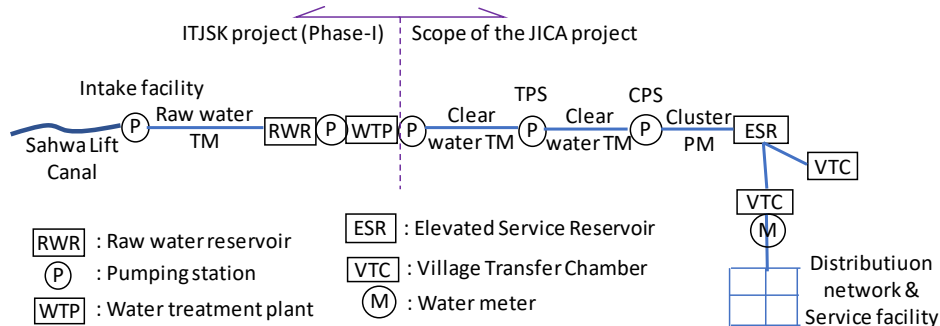 ITJSK project (Phase-I)
Scope of the JICA project
Intake facility
Raw water
TM
RWR
P
WTP
P
P
Clear
water TM
TPS
P
Clear
water TM
CPS
P
Cluster
PM
ESR
VTC
VTC
M
Sahwa Lift
Canal
Distributiuon
network &
Service facility
RWR : Raw water reservoir
P : Pumping station
WTP : Water treatment plant
ESR : Elevated Service Reservoir
VTC : Village Transfer Chamber
M : Water meter